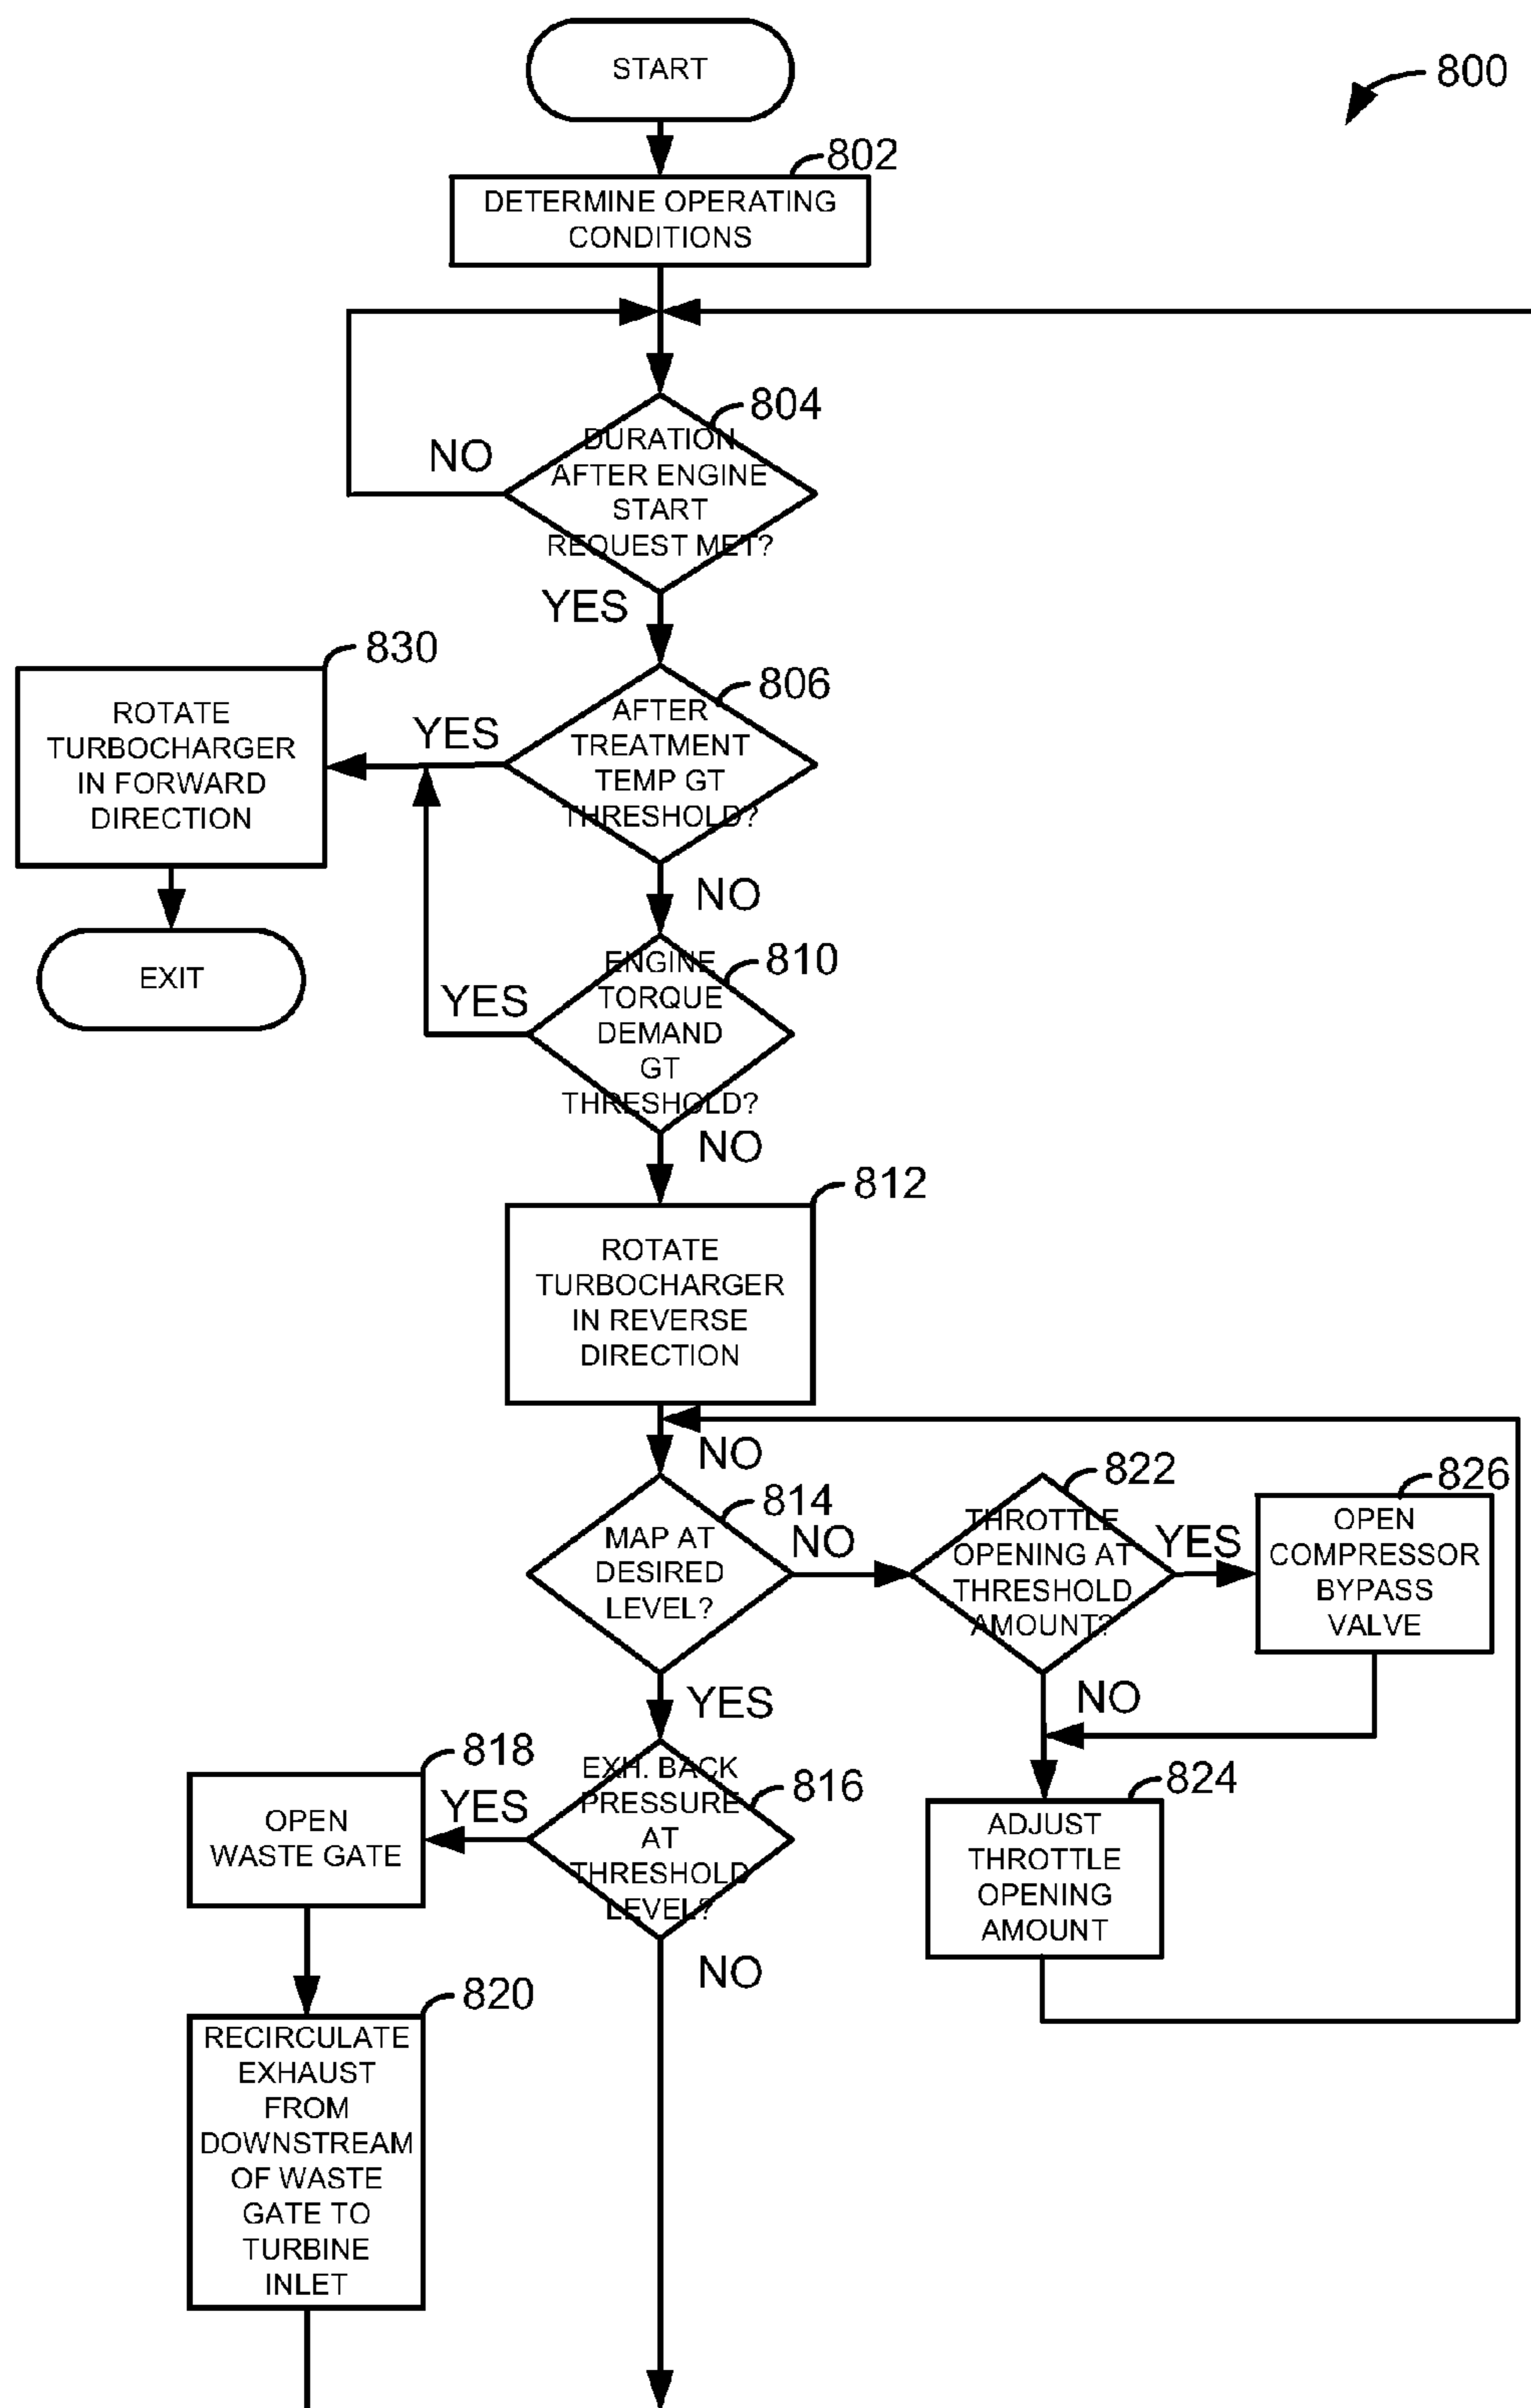 START
800
802
DETERMINE OPERATING
CONDITIONS
804
NO
DURATION
AFTER ENGINE
START
REQUEST MET?
YES
830
ROTATE
TURBOCHARGER
IN FORWARD
DIRECTION
YES
806
AFTER
TREATMENT
TEMP GT
THRESHOLD?
NO
EXIT
YES
810
ENGINE
TORQUE
DEMAND
GT
THRESHOLD?
NO
812
ROTATE
TURBOCHARGER
IN REVERSE
DIRECTION
NO
814
MAP AT
DESIRED
LEVEL?
NO
822
THROTTLE
OPENING AT
THRESHOLD
AMOUNT?
YES
826
OPEN
COMPRESSOR
BYPASS
VALVE
YES
NO
818
OPEN
WASTE GATE
YES
816
EXH. BACK
PRESSURE
AT
THRESHOLD
LEVEL?
824
ADJUST
THROTTLE
OPENING
AMOUNT
NO
820
RECIRCULATE
EXHAUST
FROM
DOWNSTREAM
OF WASTE
GATE TO
TURBINE
INLET